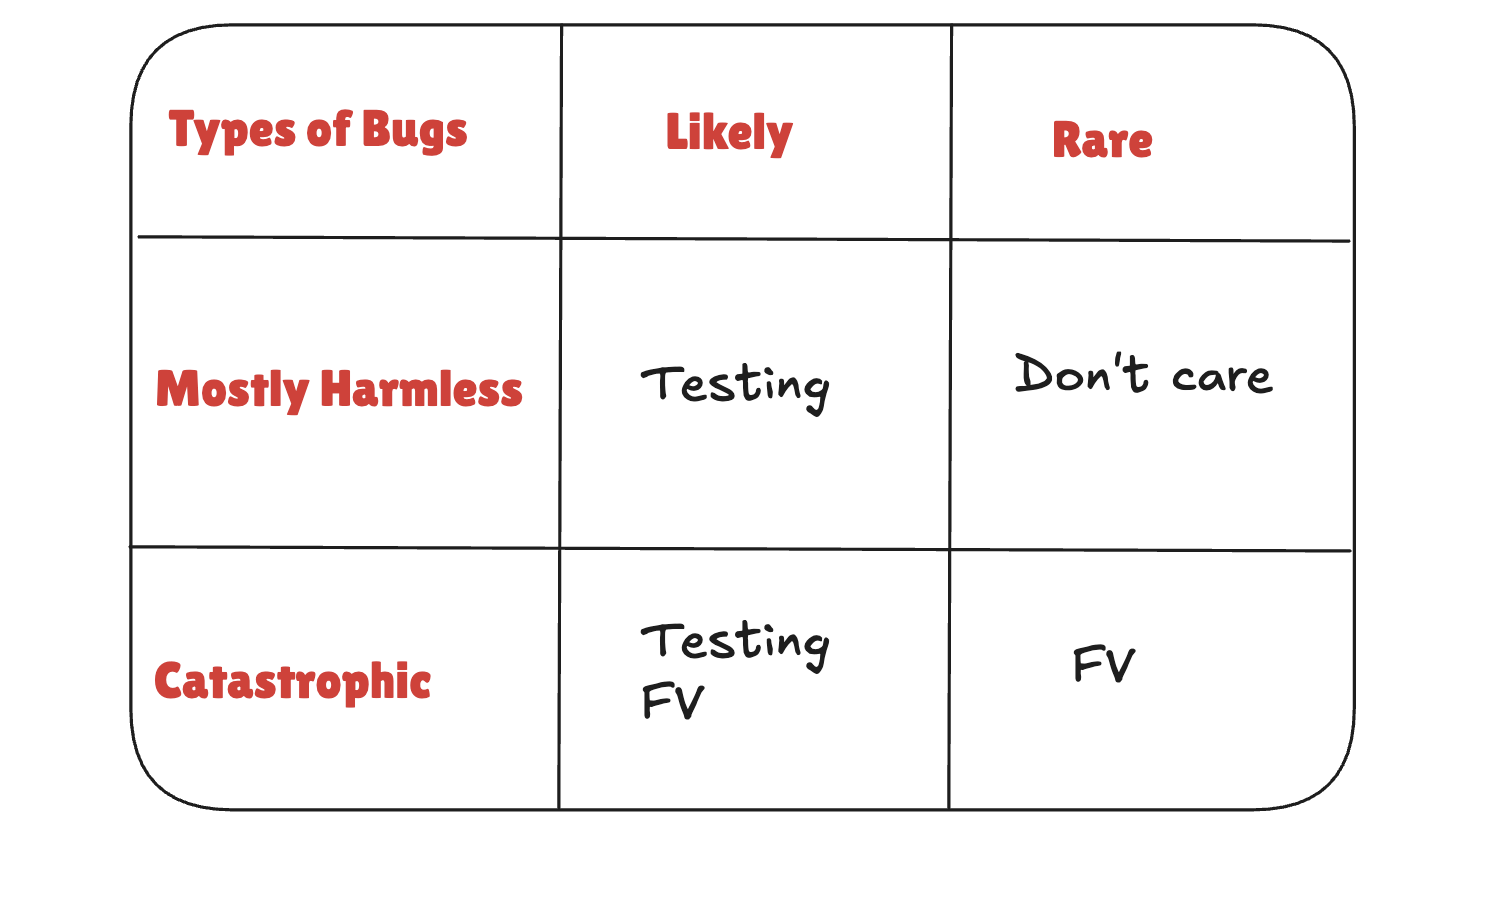 Types of Bugs
Likely
Rare
Mostly Harmless
Testing
Don't care
Catastrophic
Testing
FV
FV